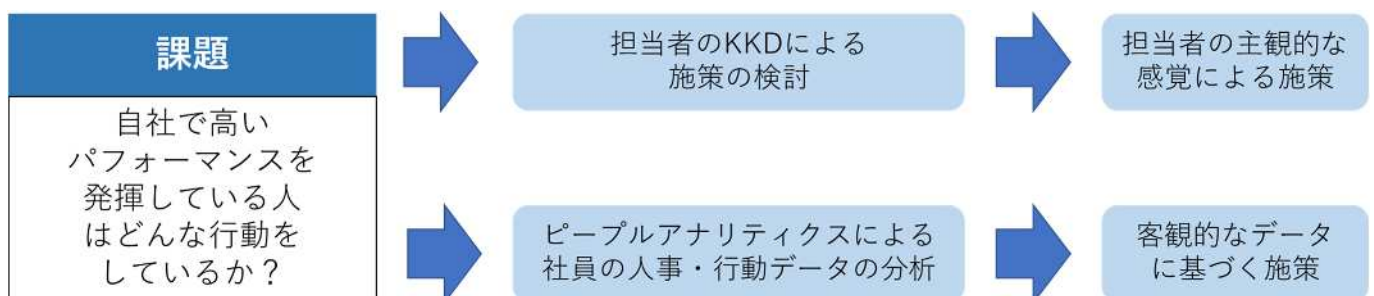 課題
自社で高い
パフォーマンスを
発揮している人
はどんな行動を
しているか？
担当者のKKDによる
施策の検討
担当者の主観的な
感覚による施策
ピープルアナリティクスによる
社員の人事・行動データの分析
客観的なデータ
に基づく施策